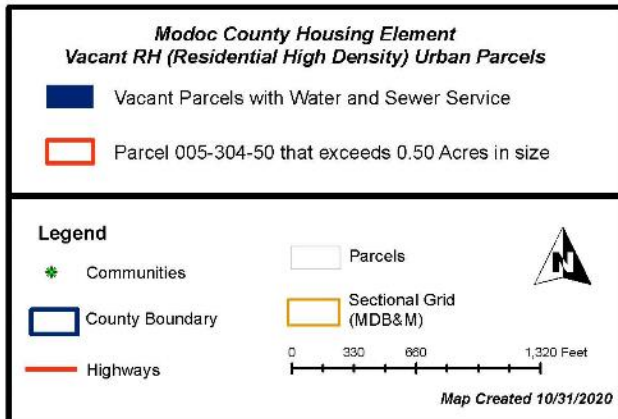 Modoc County Housing Element
Vacant RH (Residential High Density) Urban Parcels
Vacant Parcels with Water and Sewer Service
Parcel 005-304-50 that exceeds 0.50 Acres in size
Legend
Communities
County Boundary
Highways
Parcels
Sectional Grid
(MDB&M)
N
0 330 660 1,320 Feet
Map Created 10/31/2020